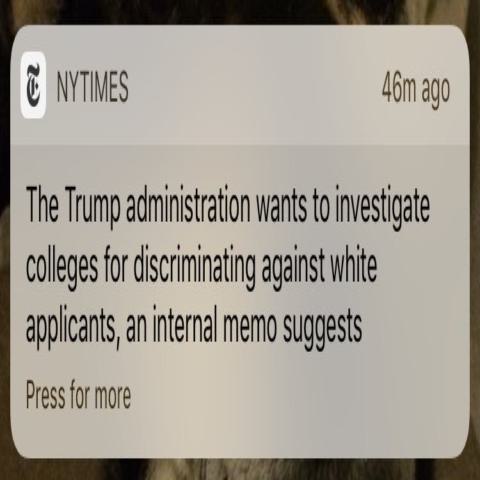 NYTIMES 46m ago
The Trump administration wants to investigate
colleges for discriminating against white
applicants, an internal memo suggests
Press for more